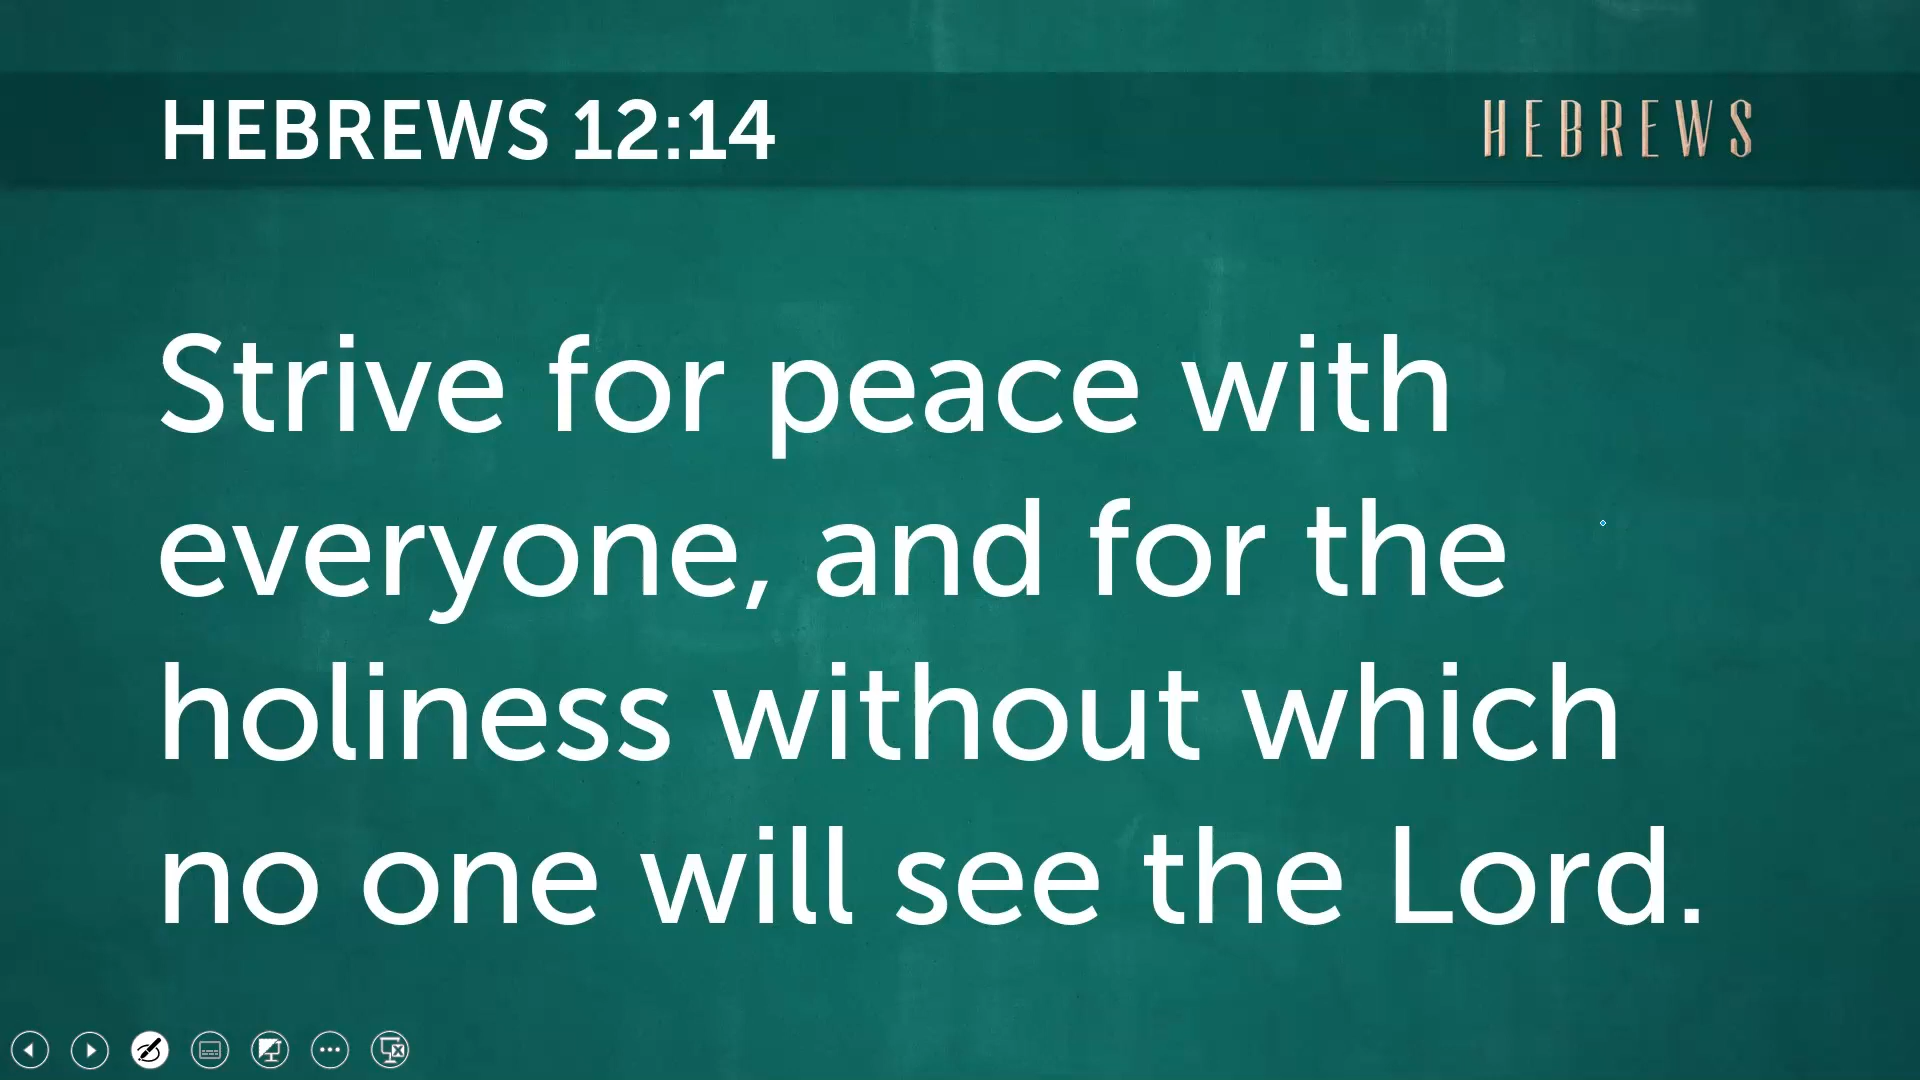 HEBREWS 12:14
HEBREWS
Strive for peace with
everyone, and for the
holiness without which
no one will see the Lord.